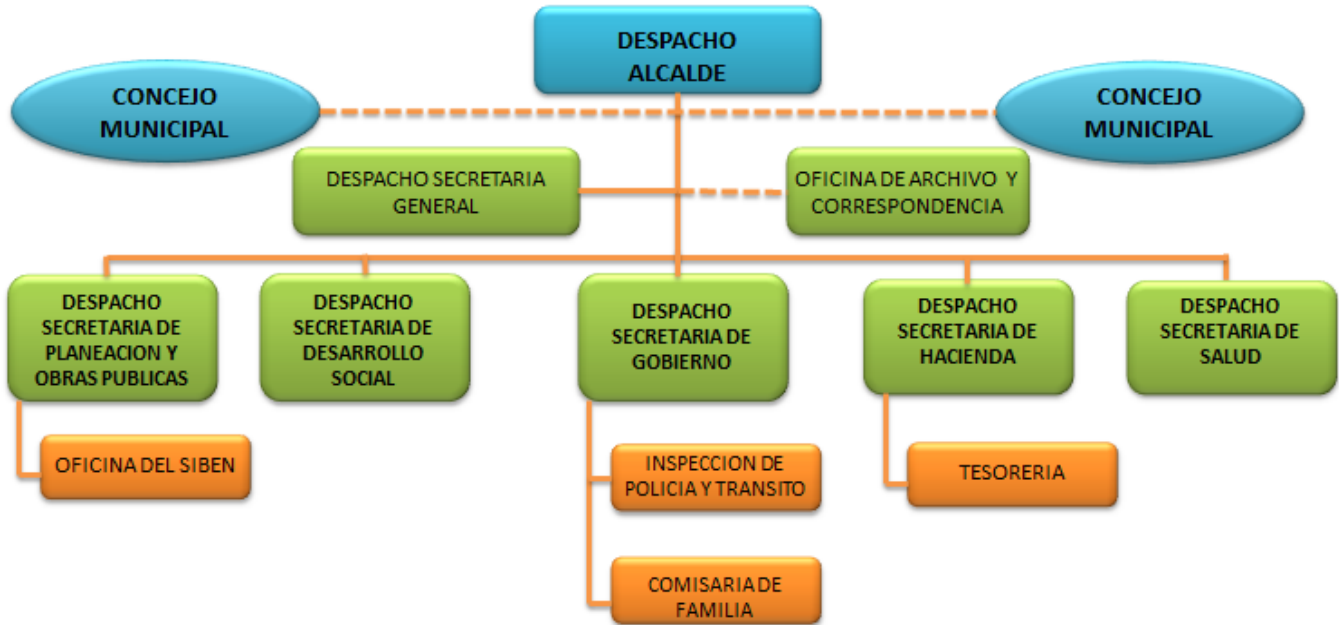 DESPACHO
ALCALDE
CONCEJO
MUNICIPAL
CONCEJO
MUNICIPAL
DESPACHO SECRETARIA
GENERAL
OFICINA DE ARCHIVO Y
CORRESPONDENCIA
DESPACHO
SECRETARIA DE
PLANEACION Y
OBRAS PUBLICAS
DESPACHO
SECRETARIA DE
DESARROLLO
SOCIAL
DESPACHO
SECRETARIA DE
GOBIERNO
DESPACHO
SECRETARIA DE
HACIENDA
DESPACHO
SECRETARIA DE
SALUD
OFICINA DEL SIBEN
INSPECCION DE
POLICIA Y TRANSITO
TESORERIA
COMISARIA DE
FAMILIA